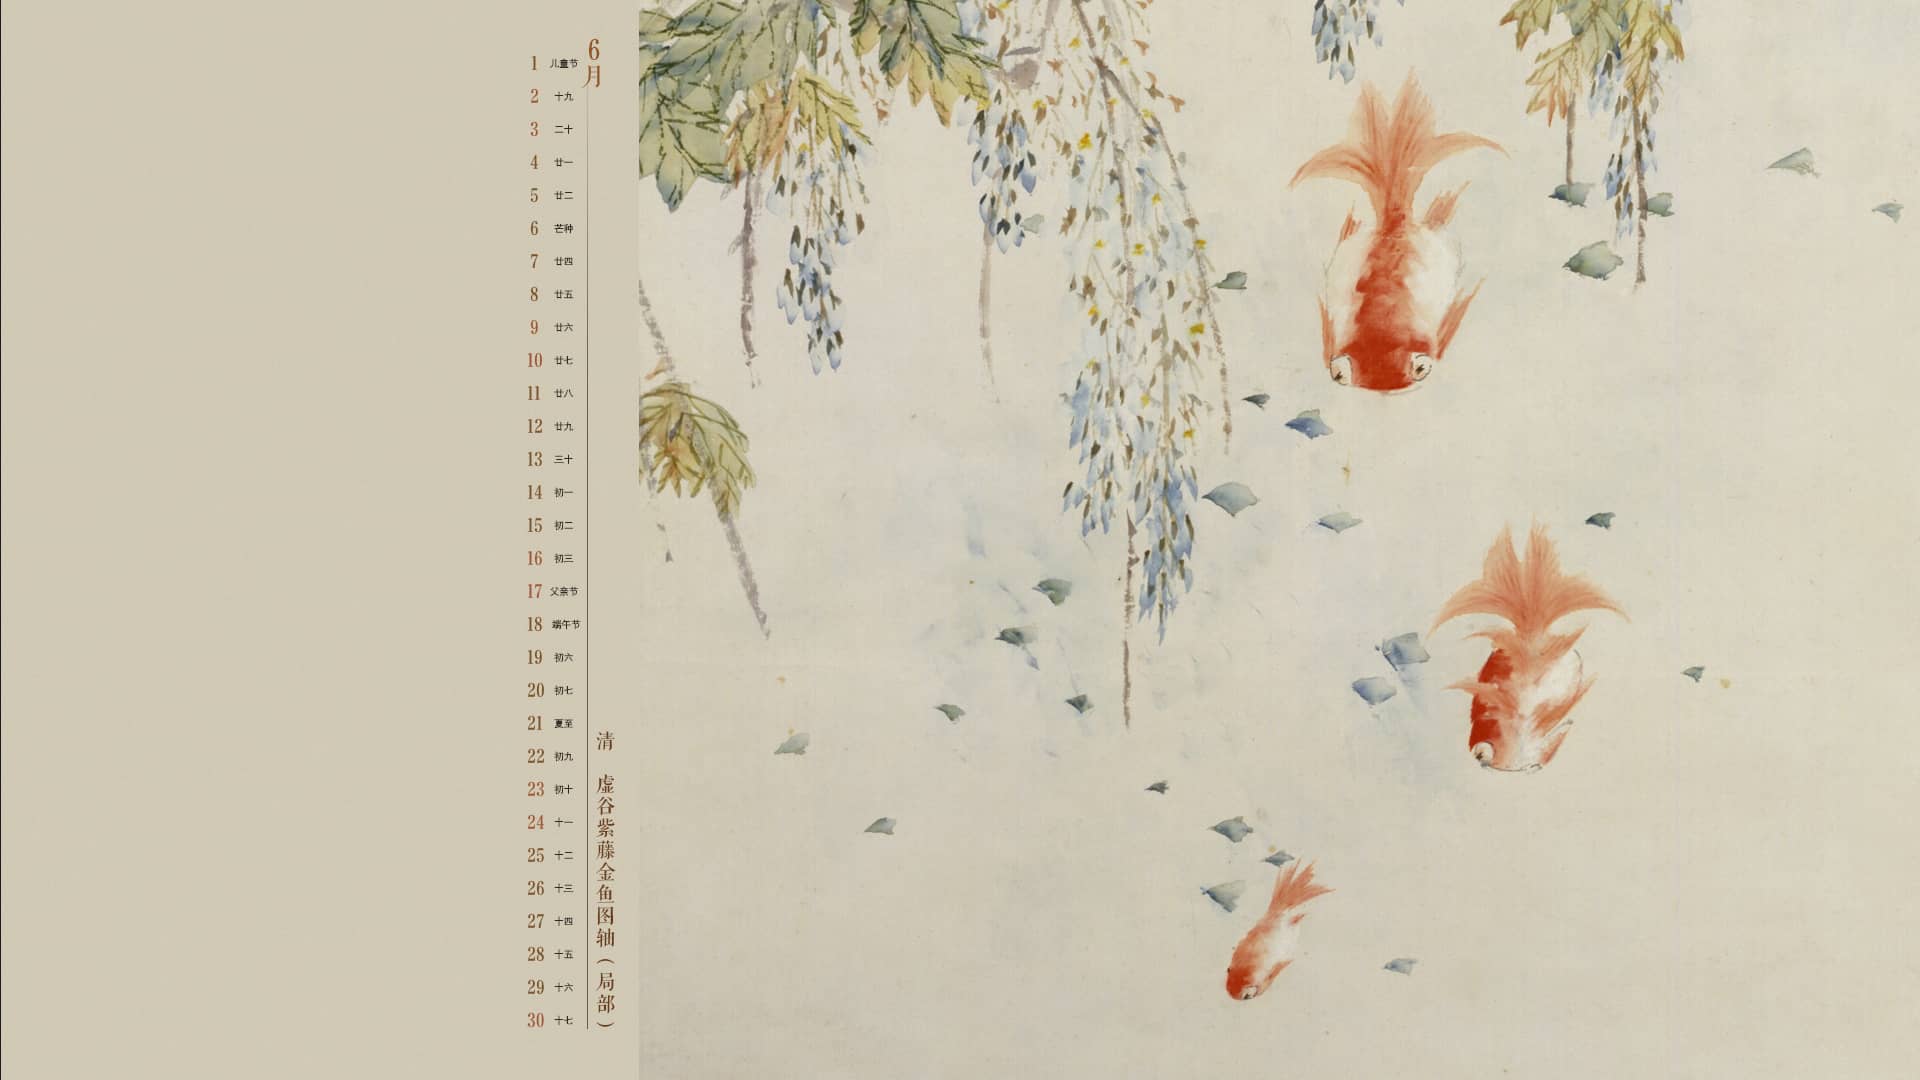 6月
1 儿童节
2 十九
3 二十
4 廿一
5 廿二
6 芒种
7 廿四
8 廿五
9 廿六
10 廿七
11 廿八
12 廿九
13 三十
14 初一
15 初二
16 初三
17 父亲节
18 端午节
19 初六
20 初七
21 夏至
22 初九
23 初十
24 十一
25 十二
26 十三
27 十四
28 十五
29 十六
30 十七
清 虚谷紫藤金鱼图轴(局部)